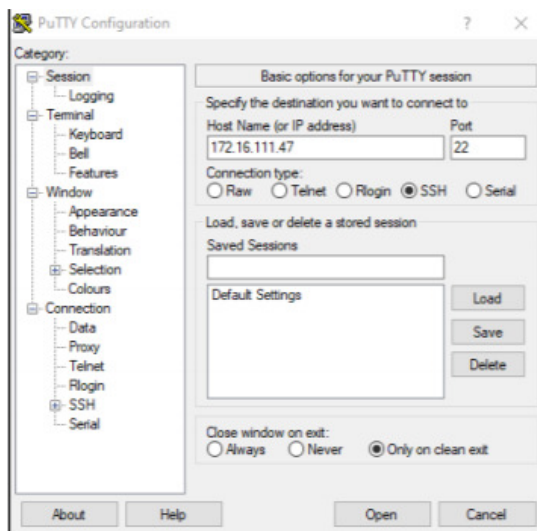 PuTTY Configuration
Category:
Session
Logging
Terminal
Keyboard
Bell
Features
Window
Appearance
Behaviour
Translation
Selection
Colours
Connection
Data
Proxy
Telnet
Rlogin
SSH
Serial
Basic options for your PuTTY session
Specify the destination you want to connect to
Host Name (or IP address) Port
172.16.111.47 22
Connection type:
Raw Telnet Rlogin SSH Serial
Load, save or delete a stored session
Saved Sessions
Default Settings
Load
Save
Delete
Close window on exit:
Always Never Only on clean exit
About Help Open Cancel